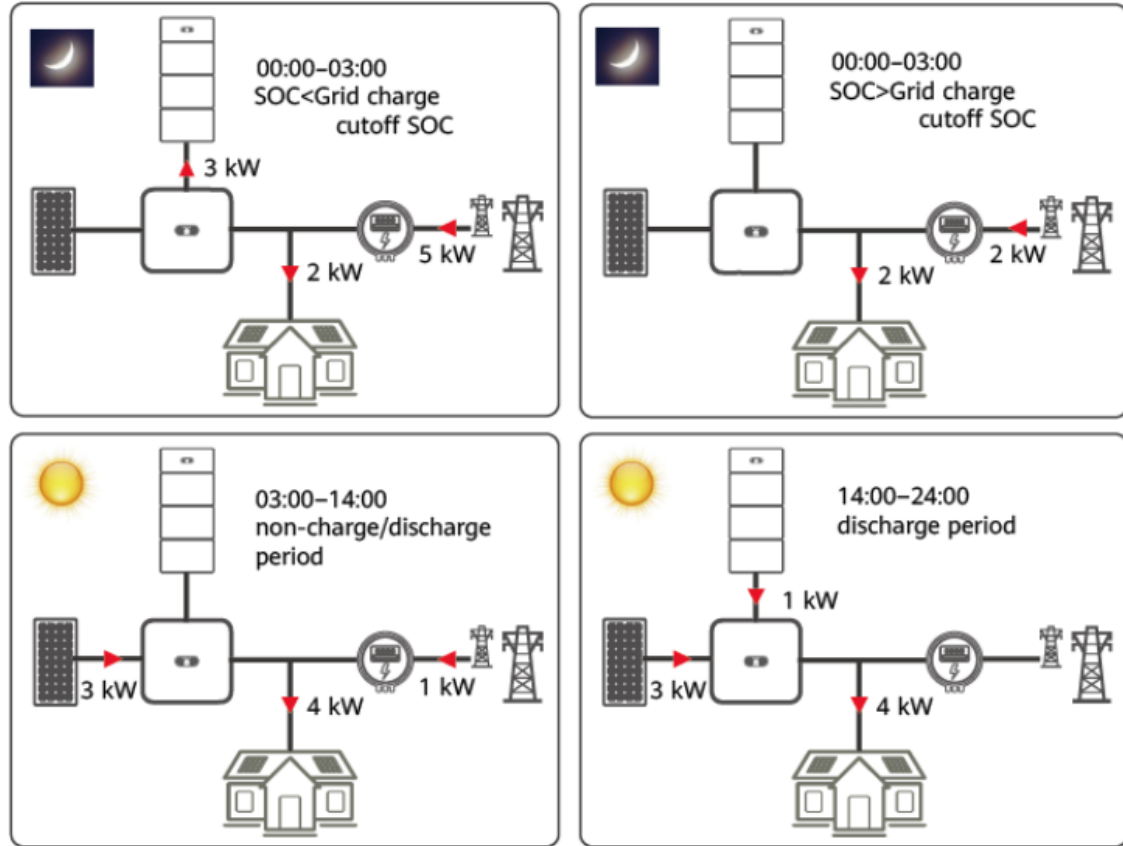 00:00–03:00
SOC<Grid charge
cutoff SOC
3 kW
5 kW
2 kW
00:00–03:00
SOC>Grid charge
cutoff SOC
2 kW
2 kW
03:00–14:00
non-charge/discharge
period
3 kW
1 kW
4 kW
14:00–24:00
discharge period
1 kW
3 kW
4 kW